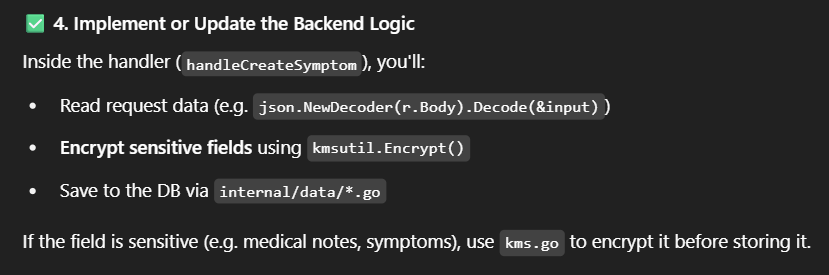 ✅ 4. Implement or Update the Backend Logic
Inside the handler (handleCreateSymptom), you'll:
• Read request data (e.g. json.NewDecoder(r.Body).Decode(&input))
• Encrypt sensitive fields using kmsutil.Encrypt()
• Save to the DB via internal/data/*.go
If the field is sensitive (e.g. medical notes, symptoms), use kms.go to encrypt it before storing it.